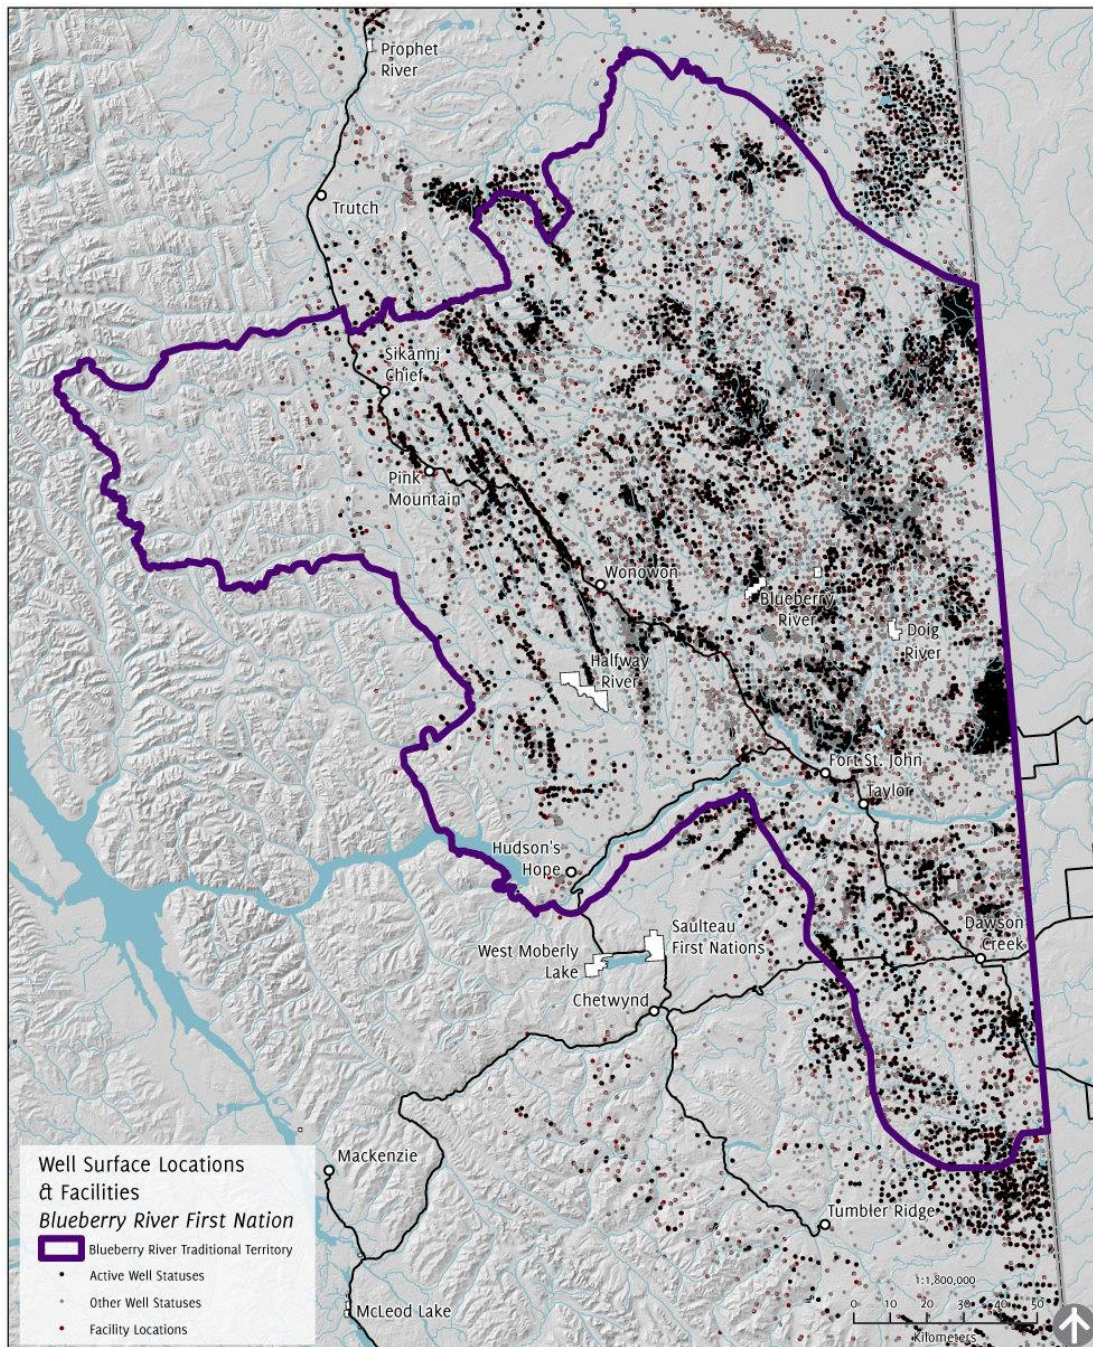 Prophet
River
Trutch
Sikanni
Chief
Pink
Mountain
Wonowon
Blueberry
River
Doig
River
Halfway
River
Fort St. John
Taylor
Hudson's
Hope
Saulteau
First Nations
West Moberly
Lake
Dawson
Creek
Chetwynd
Mackenzie
Tumbler Ridge
McLeod Lake
Well Surface Locations
& Facilities
Blueberry River First Nation
Blueberry River Traditional Territory
Active Well Statuses
Other Well Statuses
Facility Locations
1:1,800,000
0 10 20 30 40 50
Kilometers